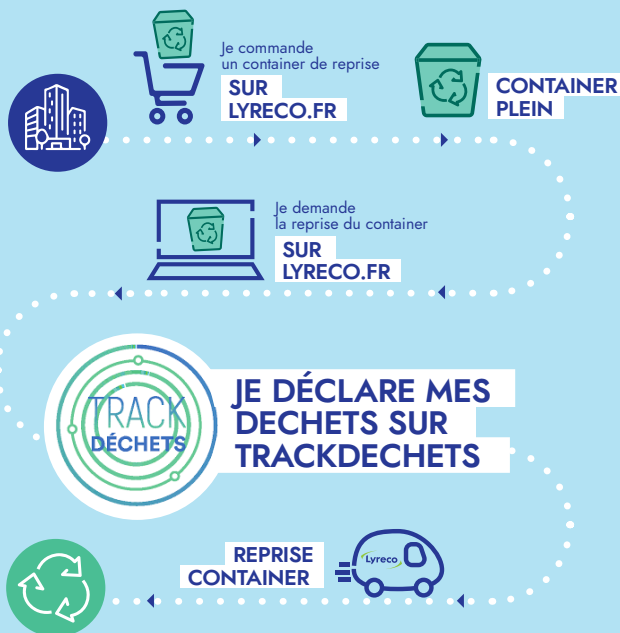 Je commande
un container de reprise
SUR
LYRECO.FR
CONTAINER
PLEIN
Je demande
la reprise du container
SUR
LYRECO.FR
TRACK
DÉCHETS
JE DÉCLARE MES
DECHETS SUR
TRACKDECHETS
REPRISE
CONTAINER
Lyreco